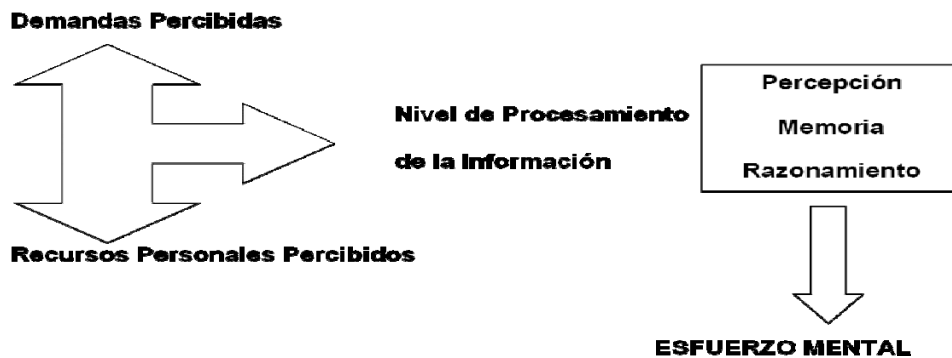 Demandas Percibidas
Nivel de Procesamiento
de la Información
Percepción
Memoria
Razonamiento
Recursos Personales Percibidos
ESFUERZO MENTAL